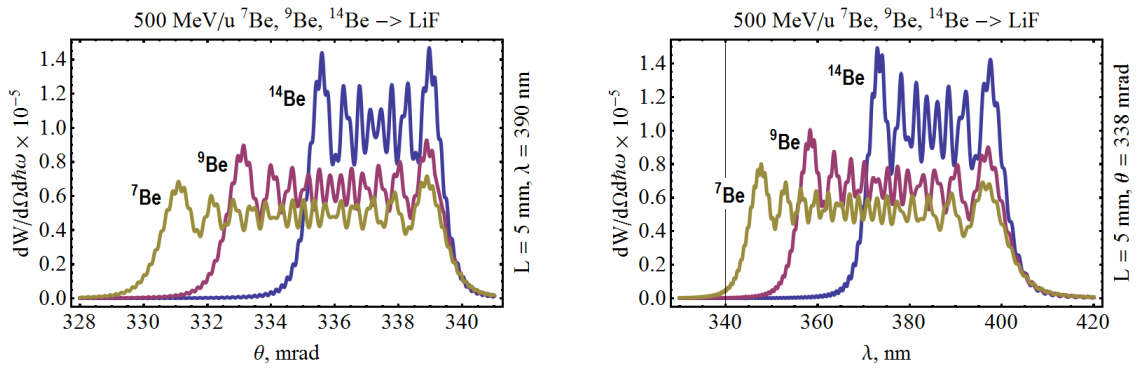 500 MeV/u ⁷Be, ⁹Be, ¹⁴Be −> LiF
dW/dΩdħω × 10⁻⁵
1.4
1.2
1.0
0.8
0.6
0.4
0.2
0.0
¹⁴Be
⁹Be
⁷Be
328 330 332 334 336 338 340
θ, mrad
L = 5 mm, λ = 390 nm
500 MeV/u ⁷Be, ⁹Be, ¹⁴Be −> LiF
dW/dΩdħω × 10⁻⁵
1.4
1.2
1.0
0.8
0.6
0.4
0.2
0.0
¹⁴Be
⁹Be
⁷Be
340 360 380 400 420
λ, nm
L = 5 mm, θ = 338 mrad